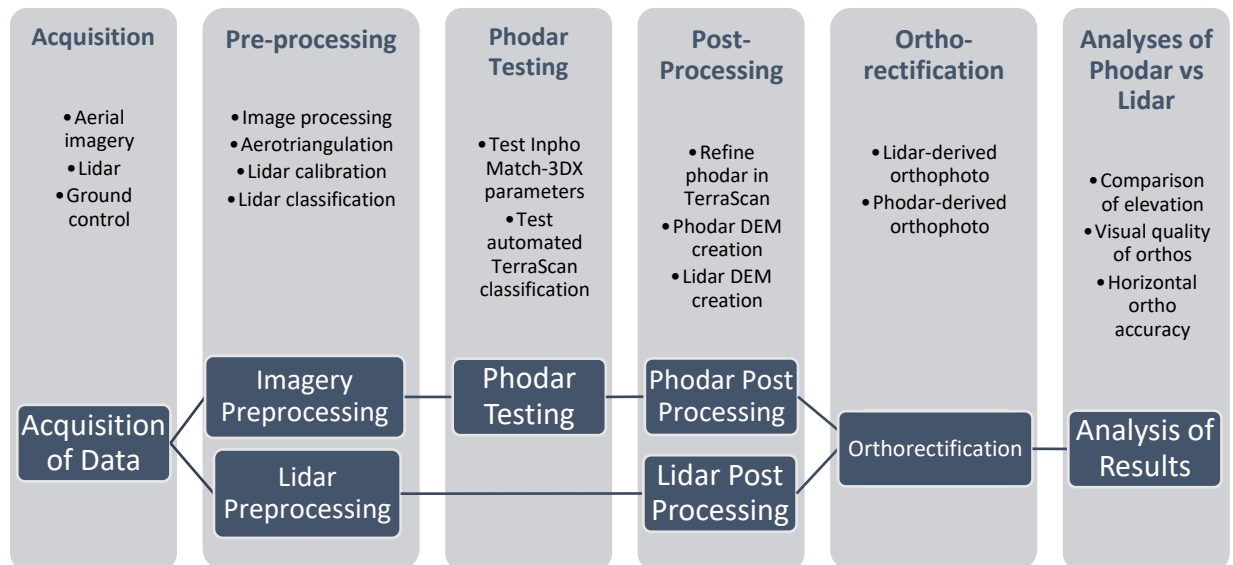 Acquisition
• Aerial
imagery
• Lidar
• Ground
control
Pre-processing
• Image processing
• Aerotriangulation
• Lidar calibration
• Lidar classification
Phodar
Testing
• Test Inpho
Match-3DX
parameters
• Test
automated
TerraScan
classification
Post-
Processing
• Refine
phodar in
TerraScan
• Phodar DEM
creation
• Lidar DEM
creation
Ortho-
rectification
• Lidar-derived
orthophoto
• Phodar-derived
orthophoto
Analyses of
Phodar vs
Lidar
• Comparison
of elevation
• Visual quality
of orthos
• Horizontal
ortho
accuracy
Acquisition
of Data
Imagery
Preprocessing
Lidar
Preprocessing
Phodar
Testing
Phodar Post
Processing
Lidar Post
Processing
Orthorectification
Analysis of
Results